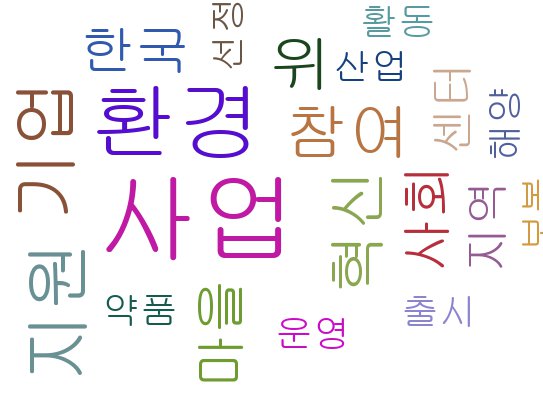 활동
선정
한국
위
산업
센터
해양
기업
환경
참여
사업
혁신
사회
지역
본부
지원
약품
마을
운영
출시